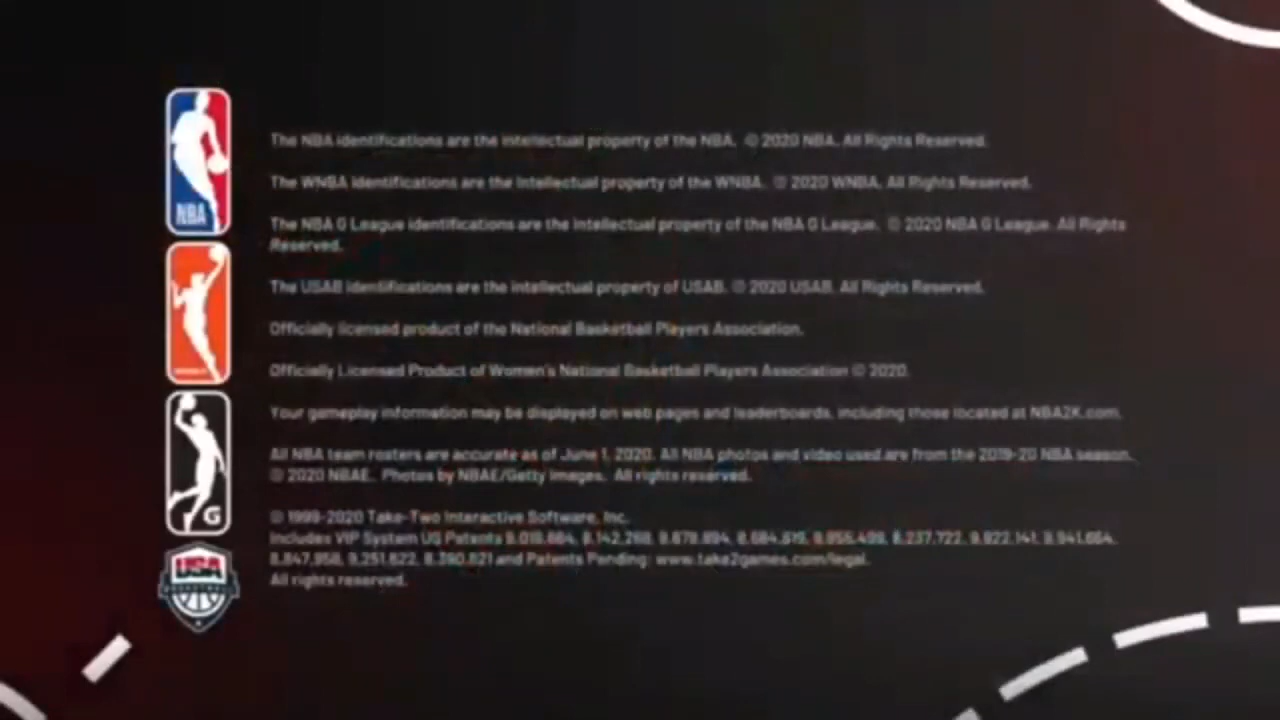 The NBA identifications are the intellectual property of the NBA. © 2020 NBA. All Rights Reserved.
The WNBA identifications are the intellectual property of the WNBA. © 2020 WNBA. All Rights Reserved.
The NBA G League identifications are the intellectual property of the NBA G League. © 2020 NBA G League. All Rights
Reserved.
The USAB identifications are the intellectual property of USAB. © 2020 USAB. All Rights Reserved.
Officially licensed product of the National Basketball Players Association.
Officially Licensed Product of Women's National Basketball Players Association © 2020.
Your gameplay information may be displayed on web pages and leaderboards, including those located at NBA2K.com.
All NBA team rosters are accurate as of June 1, 2020. All NBA photos and video used are from the 2019-20 NBA season.
© 2020 NBAE. Photos by NBAE/Getty Images. All rights reserved.
© 1999-2020 Take-Two Interactive Software, Inc.
Includes VIP System US Patents 8,237,722,
9,251,622, and Patents Pending: www.take2games.com/legal.
All rights reserved.
NBA
G
USA
BASKETBALL